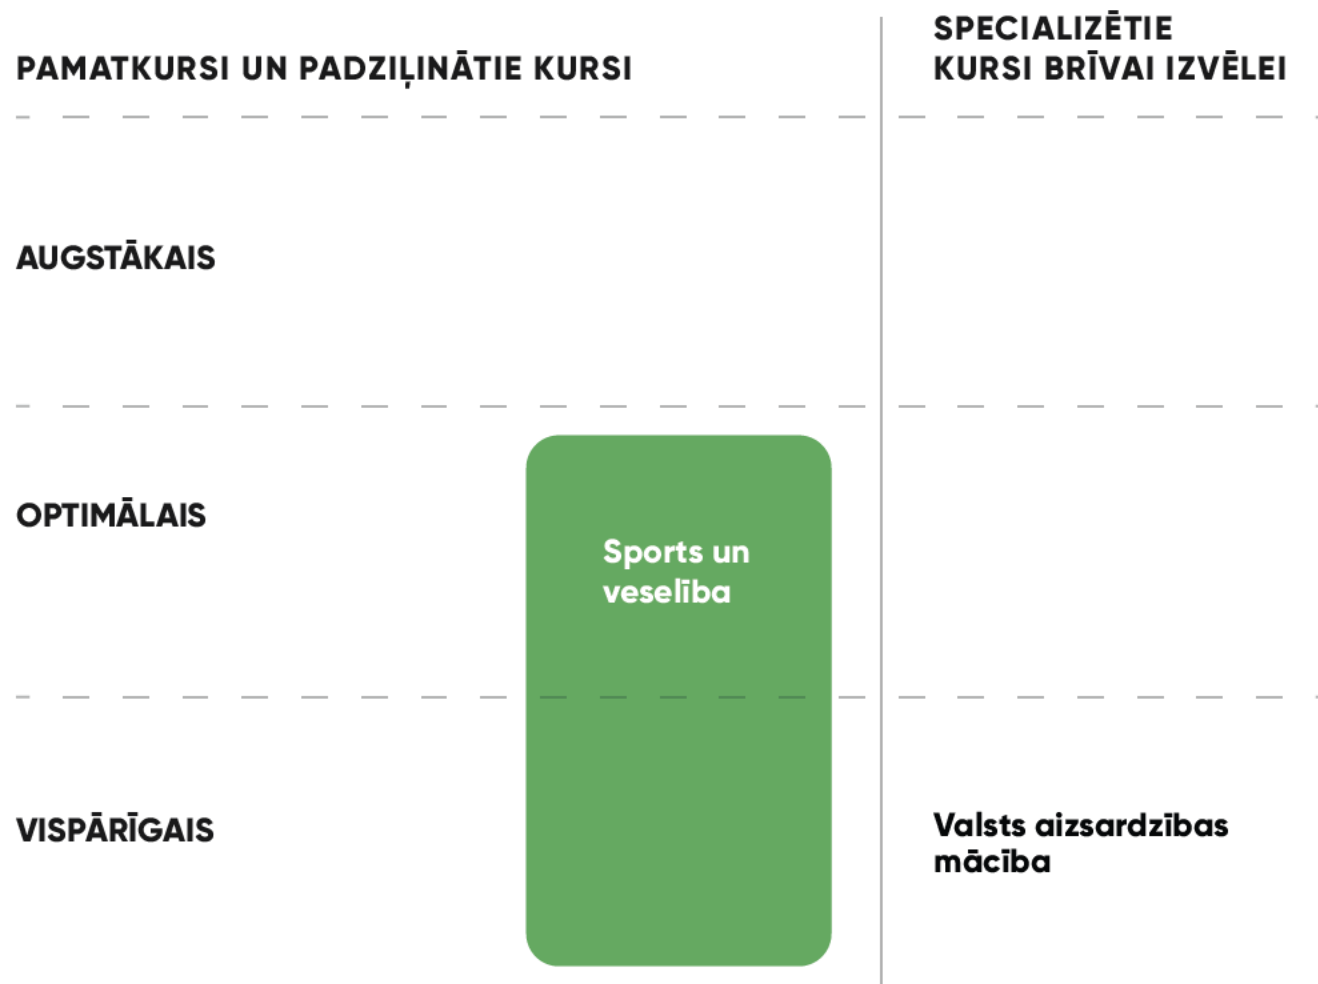 PAMATKURSI UN PADZIĻINĀTIE KURSI
SPECIALIZĒTIE
KURSI BRĪVAI IZVĒLEI
AUGSTĀKAIS
OPTIMĀLAIS
Sports un
veselība
VISPĀRĪGAIS
Valsts aizsardzības
mācība